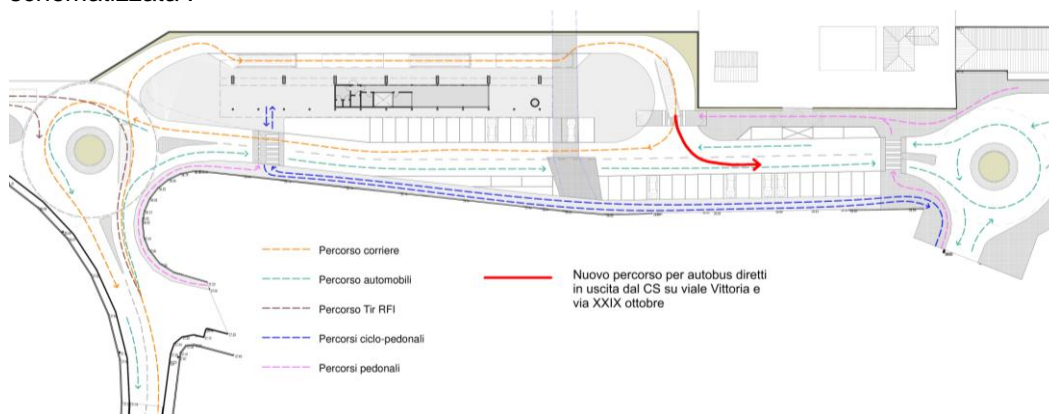 Percorso corriere
Percorso automobili
Percorso Tir RFI
Percorsi ciclo-pedonali
Percorsi pedonali
Nuovo percorso per autobus diretti
in uscita dal CS su viale Vittoria e
via XXIX ottobre